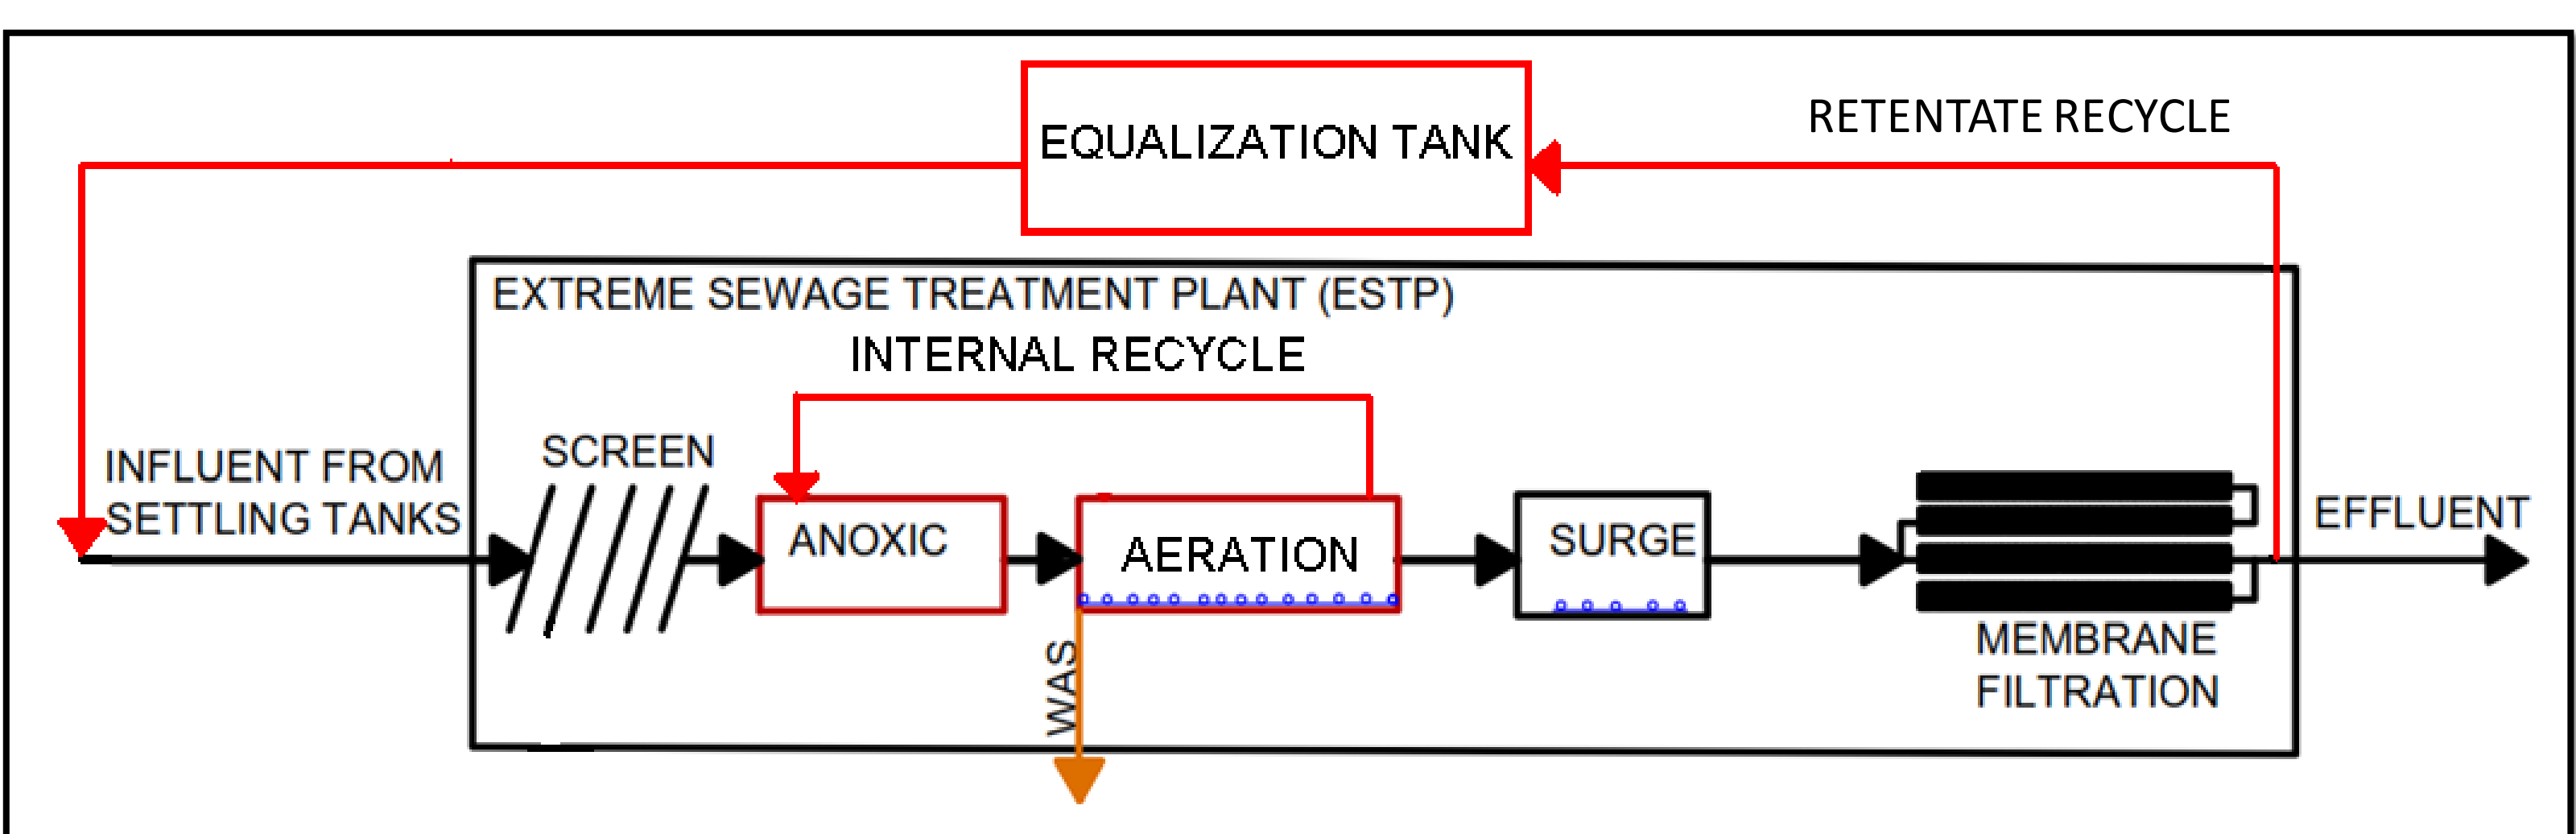 EQUALIZATION TANK
RETENTATE RECYCLE
EXTREME SEWAGE TREATMENT PLANT (ESTP)
INTERNAL RECYCLE
INFLUENT FROM
SETTLING TANKS
SCREEN
ANOXIC
AERATION
SURGE
EFFLUENT
MEMBRANE
FILTRATION
WAS